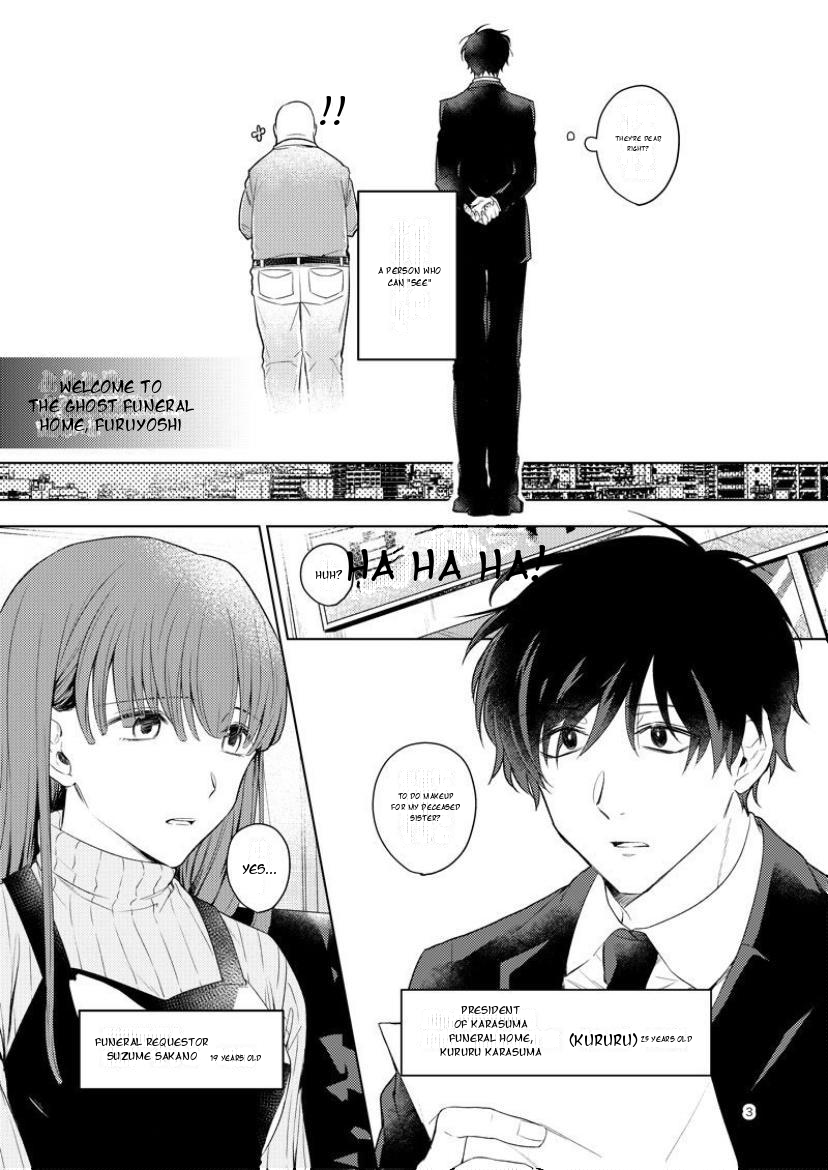 !!
THEY'RE DEAD
RIGHT?
A PERSON WHO
CAN "SEE"
WELCOME TO
THE GHOST FUNERAL
HOME, FURUYOSHI
HUH?
HA HA HA!
TO DO MAKEUP
FOR MY DECEASED
SISTER?
YES...
PRESIDENT
OF KARASUMA
FUNERAL HOME,
KURURU KARASUMA
(KURURU) 25 YEARS OLD
FUNERAL REQUESTOR
SUZUME SAKANO 19 YEARS OLD
3